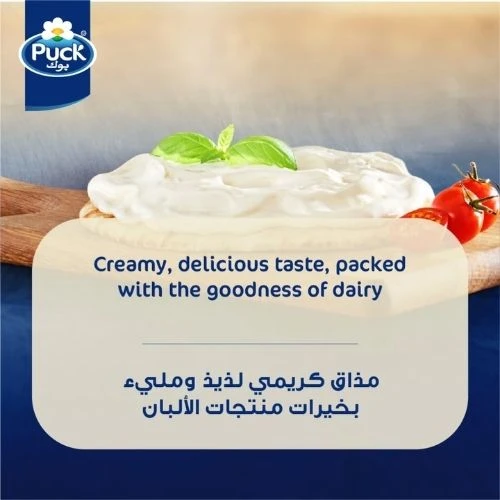 Puck®
بوك
Creamy, delicious taste, packed
with the goodness of dairy
مذاق كريمي لذيذ ومليء
بخيرات منتجات الألبان